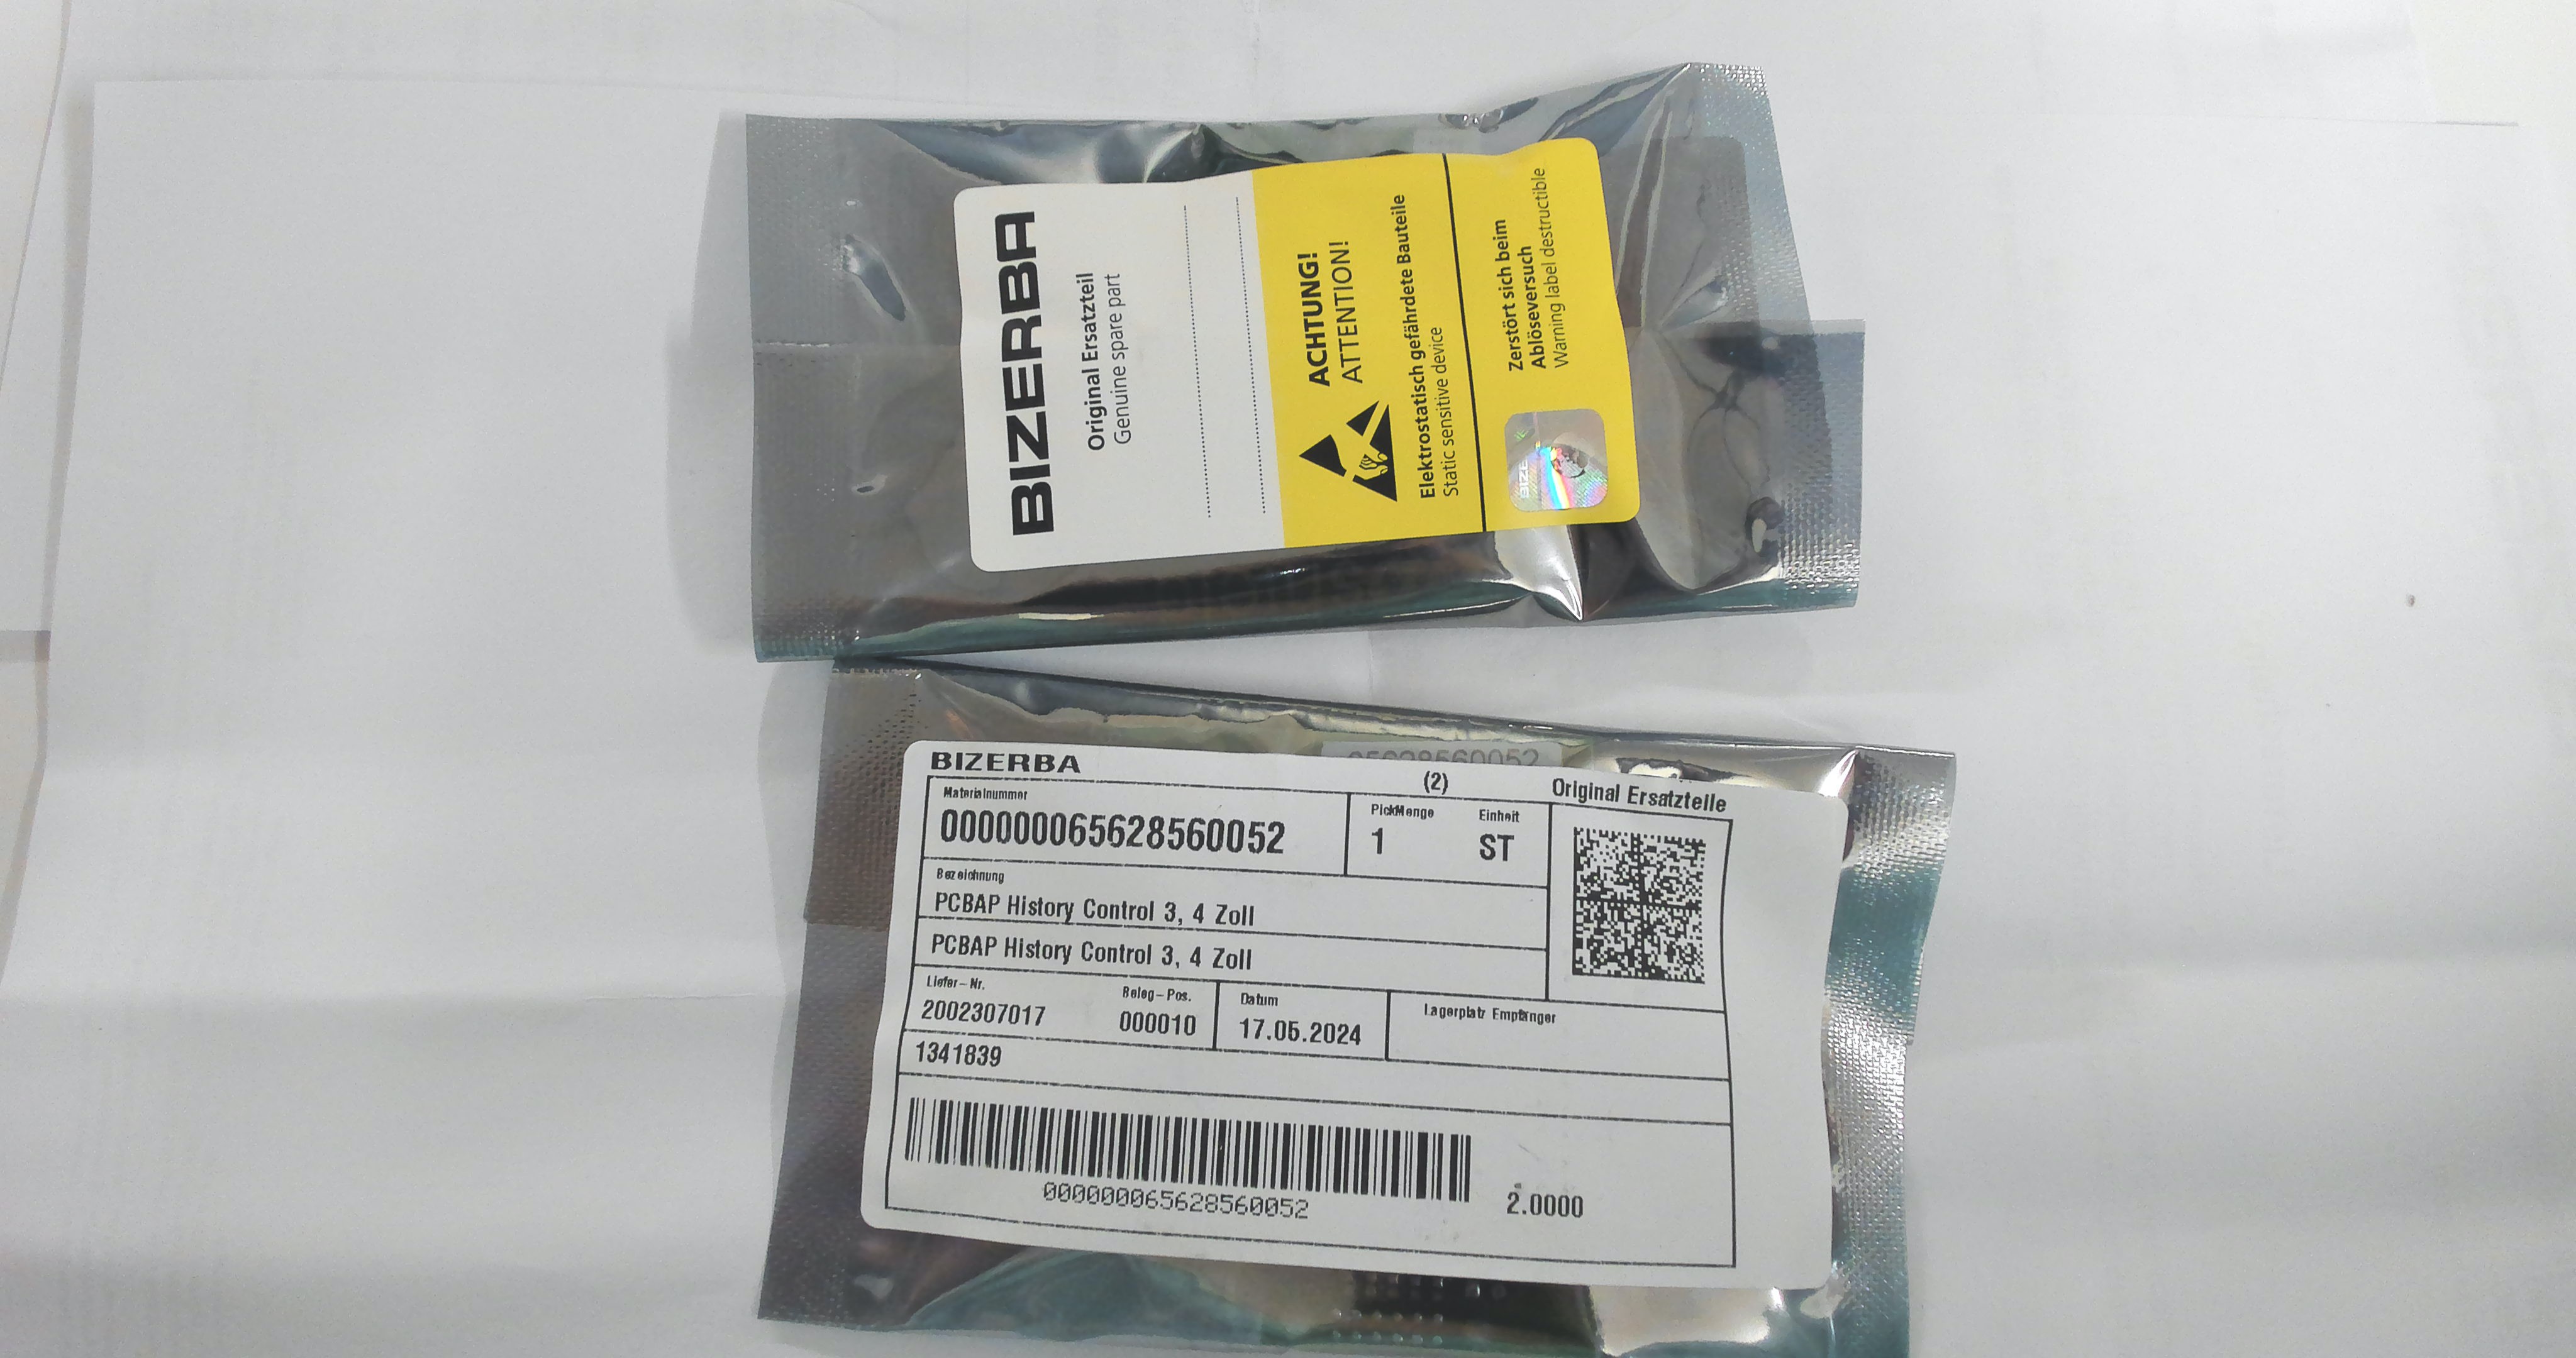 BIZERBA
Original Ersatzteil
Genuine spare part
ACHTUNG!
ATTENTION!
Elektrostatisch gefährdete Bauteile
Static sensitive device
Zerstört sich beim
Ablöseversuch
Warning label destructible
BIZE
05628560052
BIZERBA (2) Original Ersatzteile
Materialnummer PickMenge Einheit
000000065628560052 1 ST
Bezeichnung
PCBAP History Control 3, 4 Zoll
PCBAP History Control 3, 4 Zoll
Liefer-Nr. Beleg-Pos. Datum Lagerplatz Empfänger
2002307017 000010 17.05.2024
1341839
000000065628560052 2.0000